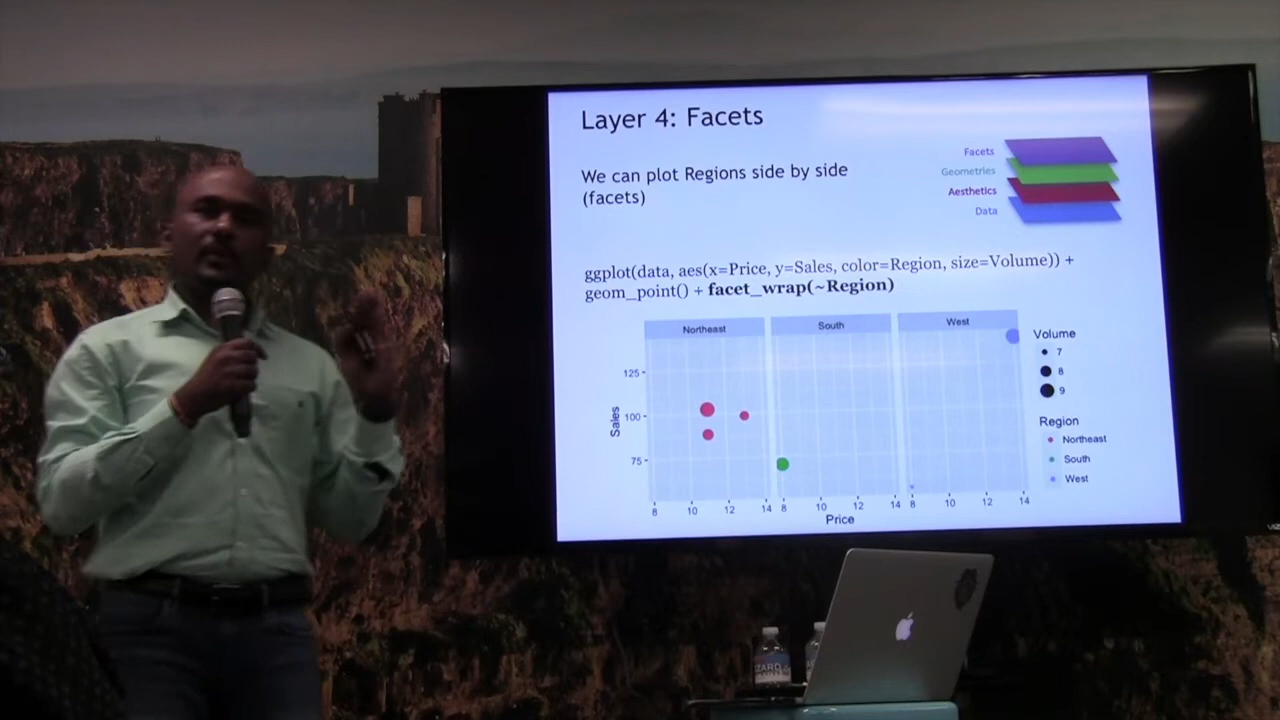 Layer 4: Facets
We can plot Regions side by side
(facets)
Facets
Geometries
Aesthetics
Data
ggplot(data, aes(x=Price, y=Sales, color=Region, size=Volume)) +
geom_point() + facet_wrap(~Region)
Northeast South West
125
100
75
Sales
8 10 12 14 8 10 12 14 8 10 12 14
Price
Volume
7
8
9
Region
Northeast
South
West